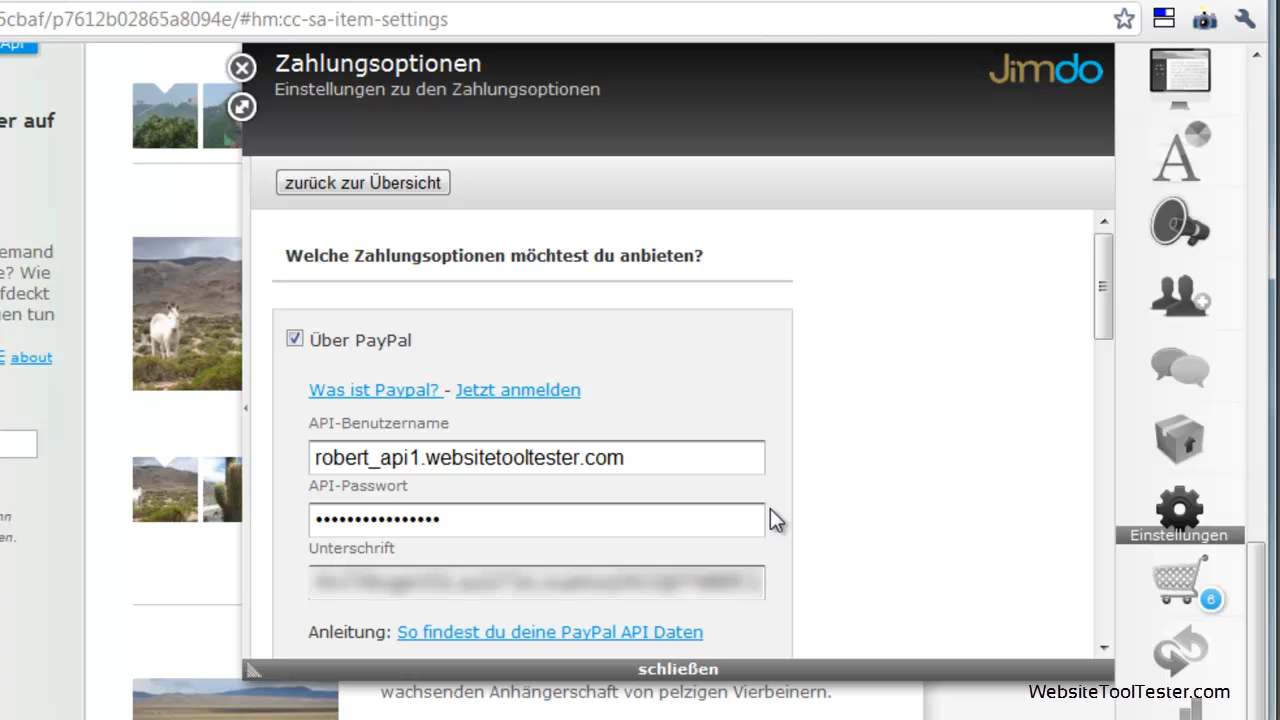 5cbaf/p7612b02865a8094e/#hm:cc-sa-item-settings
Zahlungsoptionen
Einstellungen zu den Zahlungsoptionen
Jimdo
zurück zur Übersicht
er auf
Welche Zahlungsoptionen möchtest du anbieten?
emand
e? Wie
fdeckt
en tun
E about
Über PayPal
Was ist Paypal? - Jetzt anmelden
API-Benutzername
robert_api1.websitetooltester.com
API-Passwort
••••••••••••••••
Unterschrift
Anleitung: So findest du deine PayPal API Daten
nn
en.
Einstellungen
6
schließen
wachsenden Anhängerschaft von pelzigen Vierbeinern.
WebsiteToolTester.com